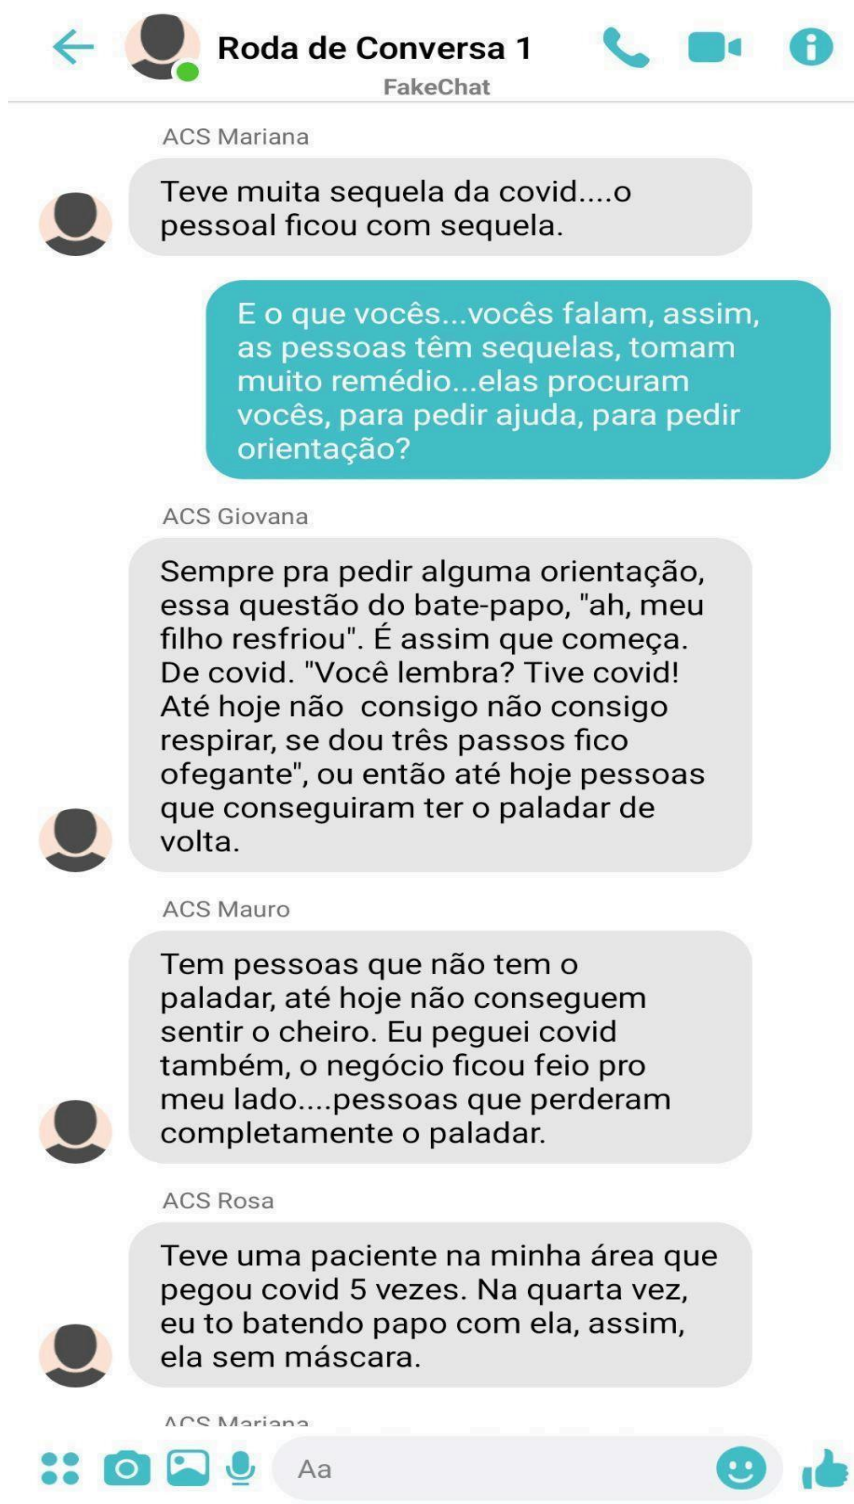 Roda de Conversa 1
FakeChat
ACS Mariana
Teve muita sequela da covid....o
pessoal ficou com sequela.
E o que vocês...vocês falam, assim,
as pessoas têm sequelas, tomam
muito remédio...elas procuram
vocês, para pedir ajuda, para pedir
orientação?
ACS Giovana
Sempre pra pedir alguma orientação,
essa questão do bate-papo, "ah, meu
filho resfriou". É assim que começa.
De covid. "Você lembra? Tive covid!
Até hoje não  consigo não consigo
respirar, se dou três passos fico
ofegante", ou então até hoje pessoas
que conseguiram ter o paladar de
volta.
ACS Mauro
Tem pessoas que não tem o
paladar, até hoje não conseguem
sentir o cheiro. Eu peguei covid
também, o negócio ficou feio pro
meu lado....pessoas que perderam
completamente o paladar.
ACS Rosa
Teve uma paciente na minha área que
pegou covid 5 vezes. Na quarta vez,
eu to batendo papo com ela, assim,
ela sem máscara.
ACS Mariana
Aa